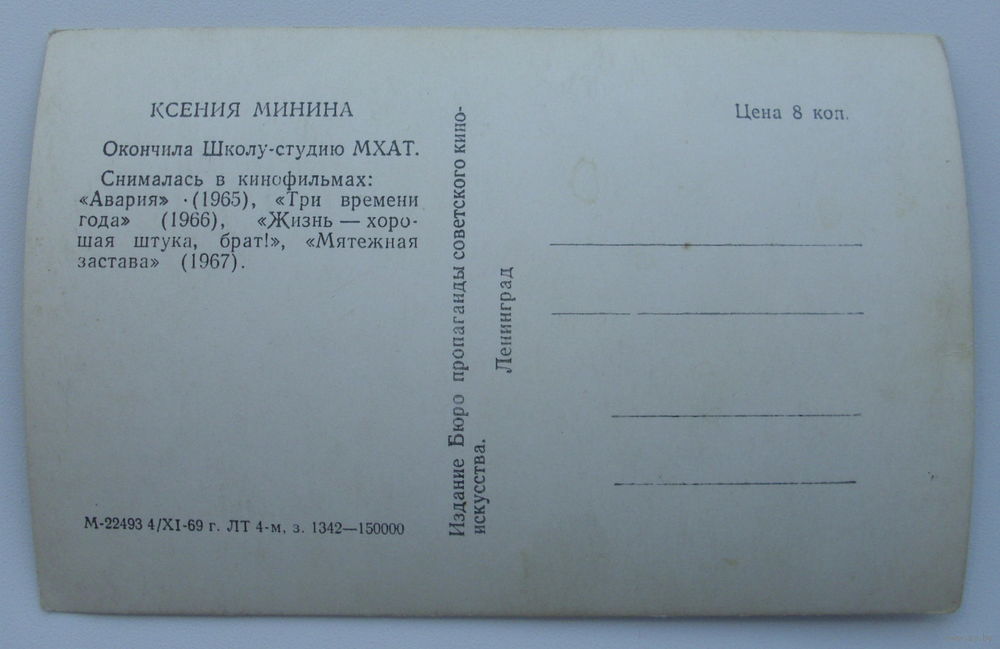 КСЕНИЯ МИНИНА
Окончила Школу-студию МХАТ.
Снималась в кинофильмах:
«Авария» (1965), «Три времени
года» (1966), «Жизнь — хоро-
шая штука, брат!», «Мятежная
застава» (1967).
М-22493 4/XI-69 г. ЛТ 4-м, з. 1342—150000
Издание Бюро пропаганды советского кино-
искусства.
Ленинград
Цена 8 коп.